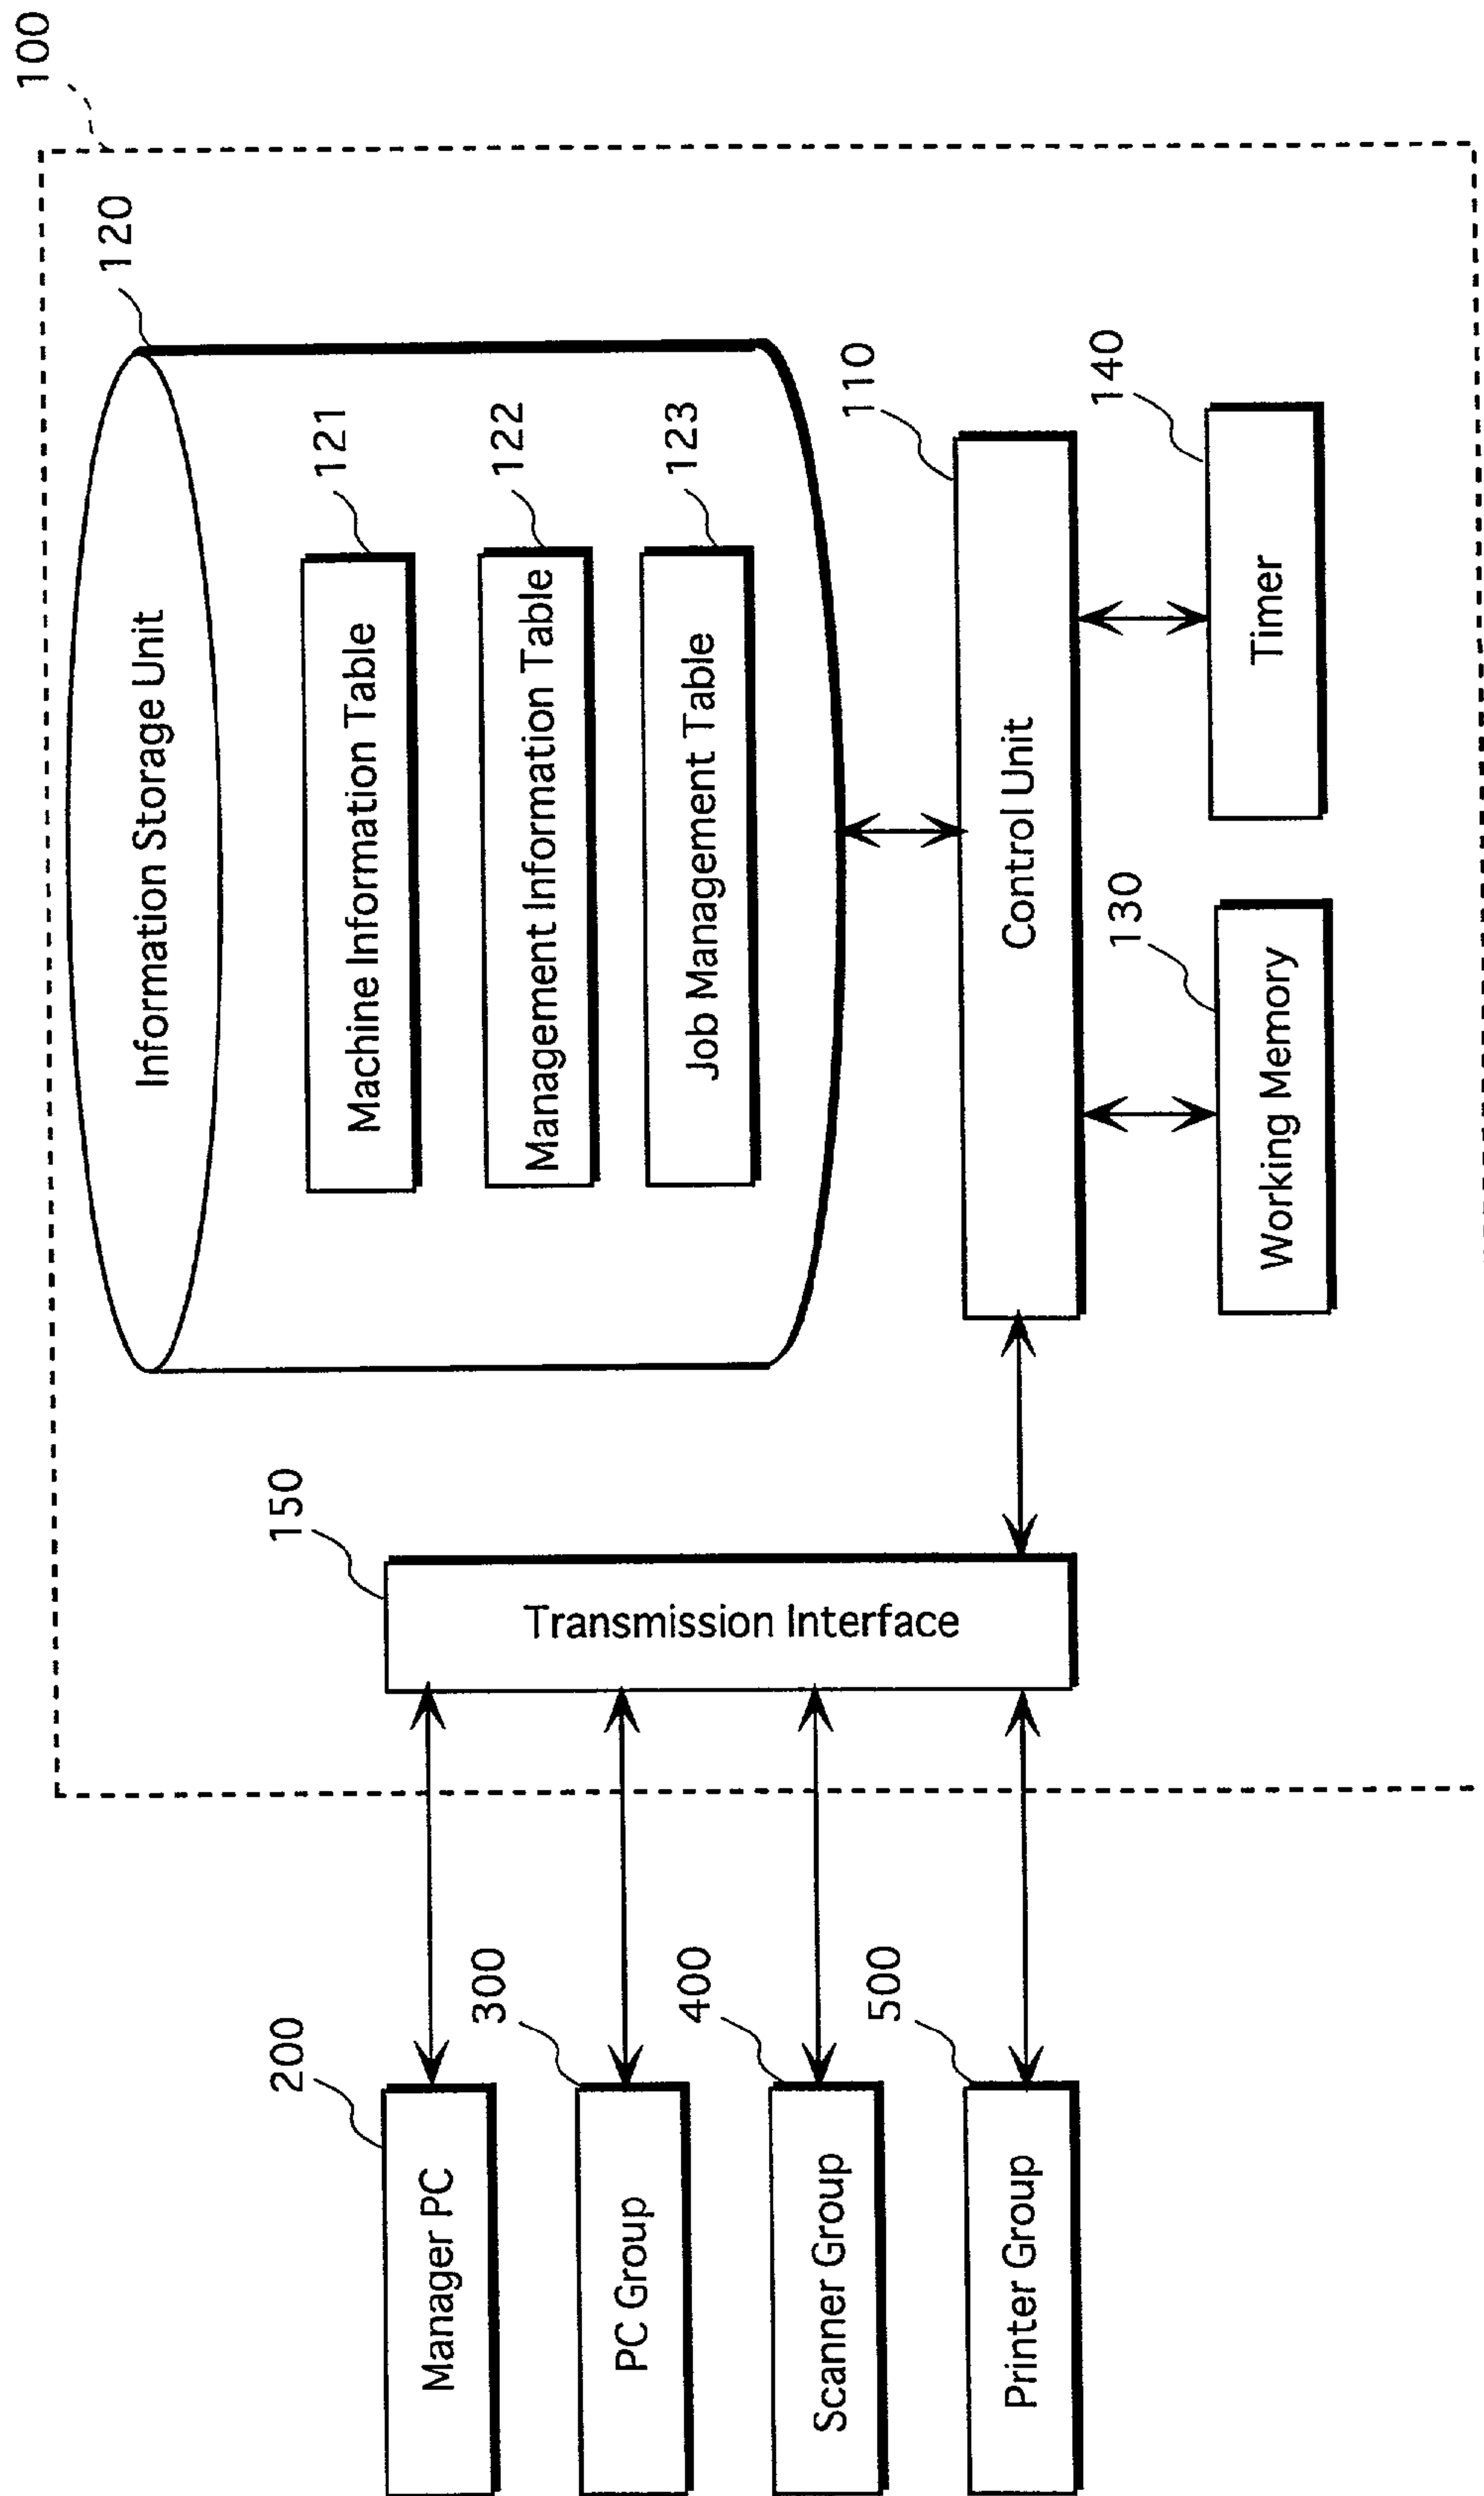 100
120
Information Storage Unit
121
Machine Information Table
122
Management Information Table
123
Job Management Table
110
Control Unit
140
Timer
130
Working Memory
150
Transmission Interface
200
Manager PC
300
PC Group
400
Scanner Group
500
Printer Group